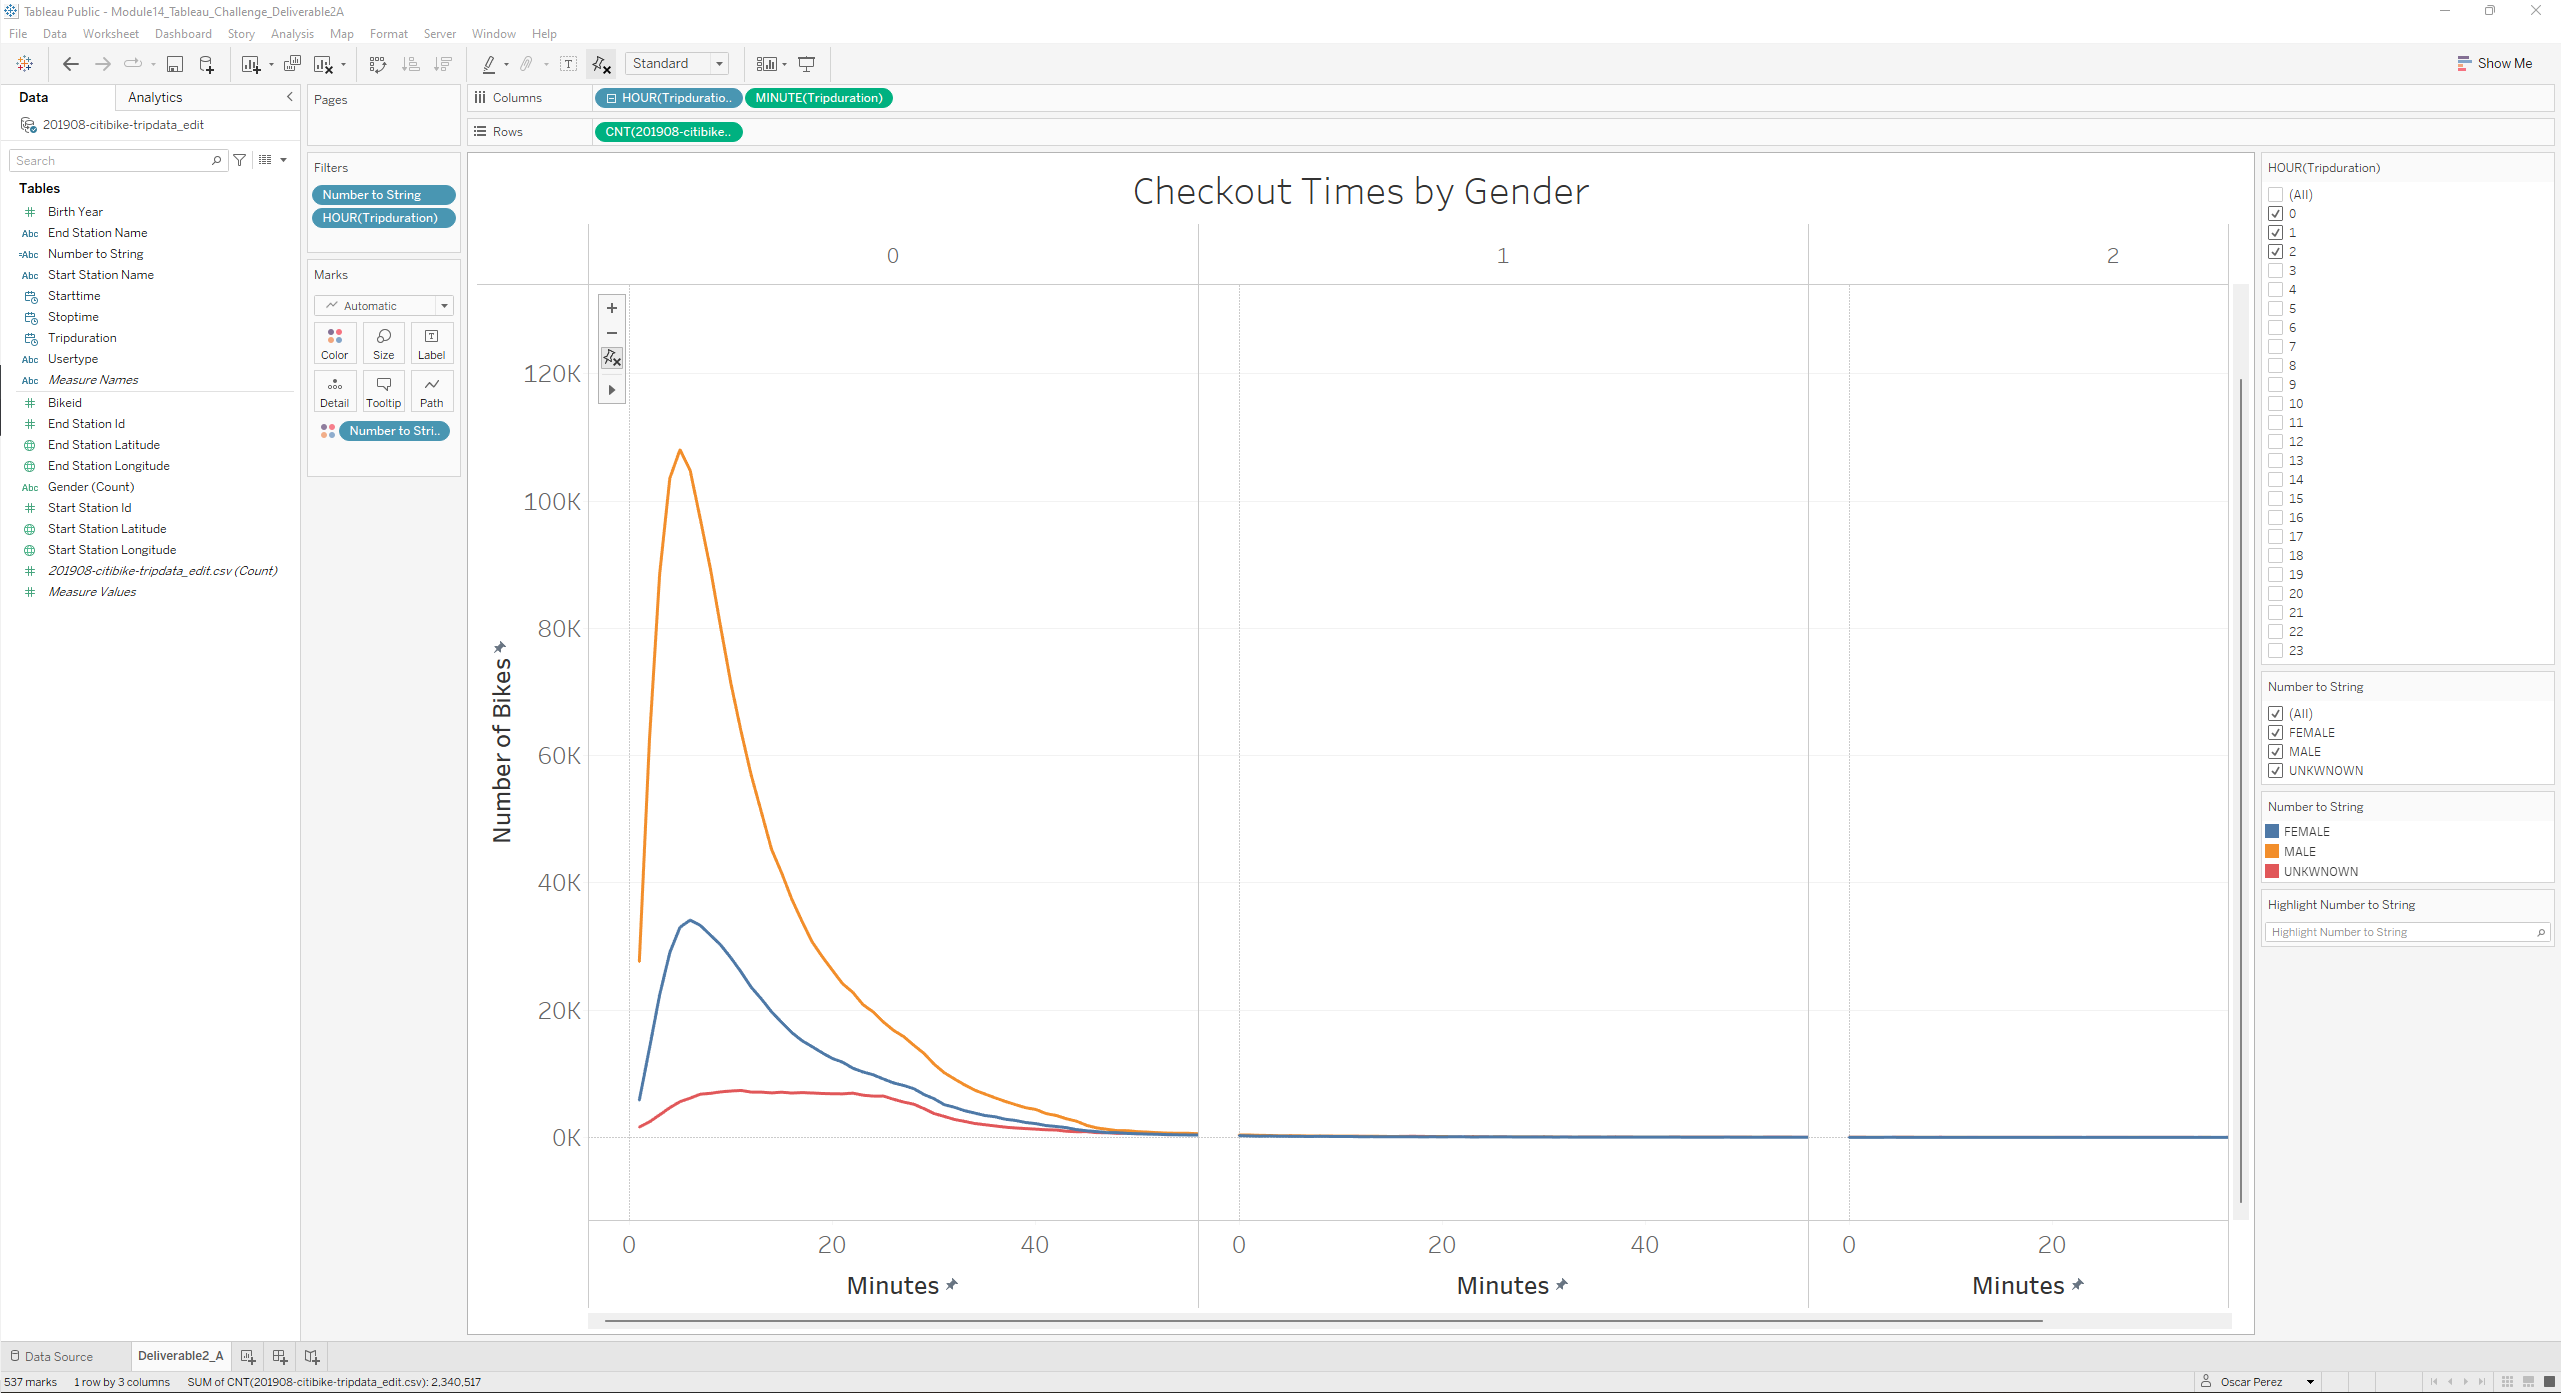 Tableau Public - Module14_Tableau_Challenge_Deliverable2A
File Data Worksheet Dashboard Story Analysis Map Format Server Window Help
Standard
Show Me
Data Analytics
201908-citibike-tripdata_edit
Search
Tables
Birth Year
Abc End Station Name
=Abc Number to String
Abc Start Station Name
Starttime
Stoptime
Tripduration
Abc Usertype
Abc Measure Names
Bikeid
End Station Id
End Station Latitude
End Station Longitude
Abc Gender (Count)
Start Station Id
Start Station Latitude
Start Station Longitude
201908-citibike-tripdata_edit.csv (Count)
Measure Values
Pages
Filters
Number to String
HOUR(Tripduration)
Marks
Automatic
Color Size Label
Detail Tooltip Path
Number to Stri..
Columns HOUR(Tripduratio.. MINUTE(Tripduration)
Rows CNT(201908-citibike..
Checkout Times by Gender
0 1 2
120K
100K
80K
60K
40K
20K
0K
Number of Bikes
0 20 40 0 20 40 0 20
Minutes Minutes Minutes
HOUR(Tripduration)
(All)
0
1
2
3
4
5
6
7
8
9
10
11
12
13
14
15
16
17
18
19
20
21
22
23
Number to String
(All)
FEMALE
MALE
UNKWNOWN
Number to String
FEMALE
MALE
UNKWNOWN
Highlight Number to String
Highlight Number to String
Data Source Deliverable2_A
537 marks 1 row by 3 columns SUM of CNT(201908-citibike-tripdata_edit.csv): 2,340,517
Oscar Perez